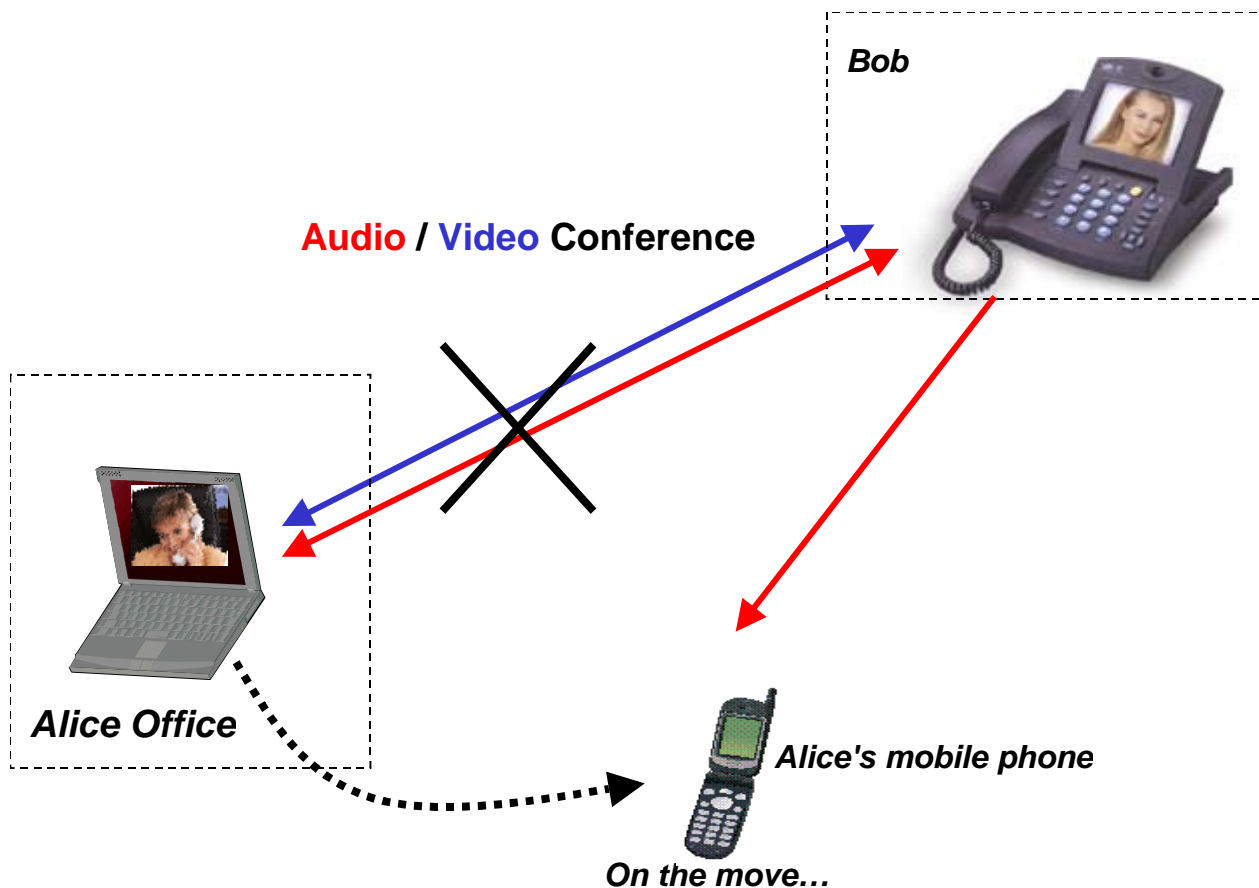 Bob
Audio / Video Conference
Alice Office
Alice's mobile phone
On the move…